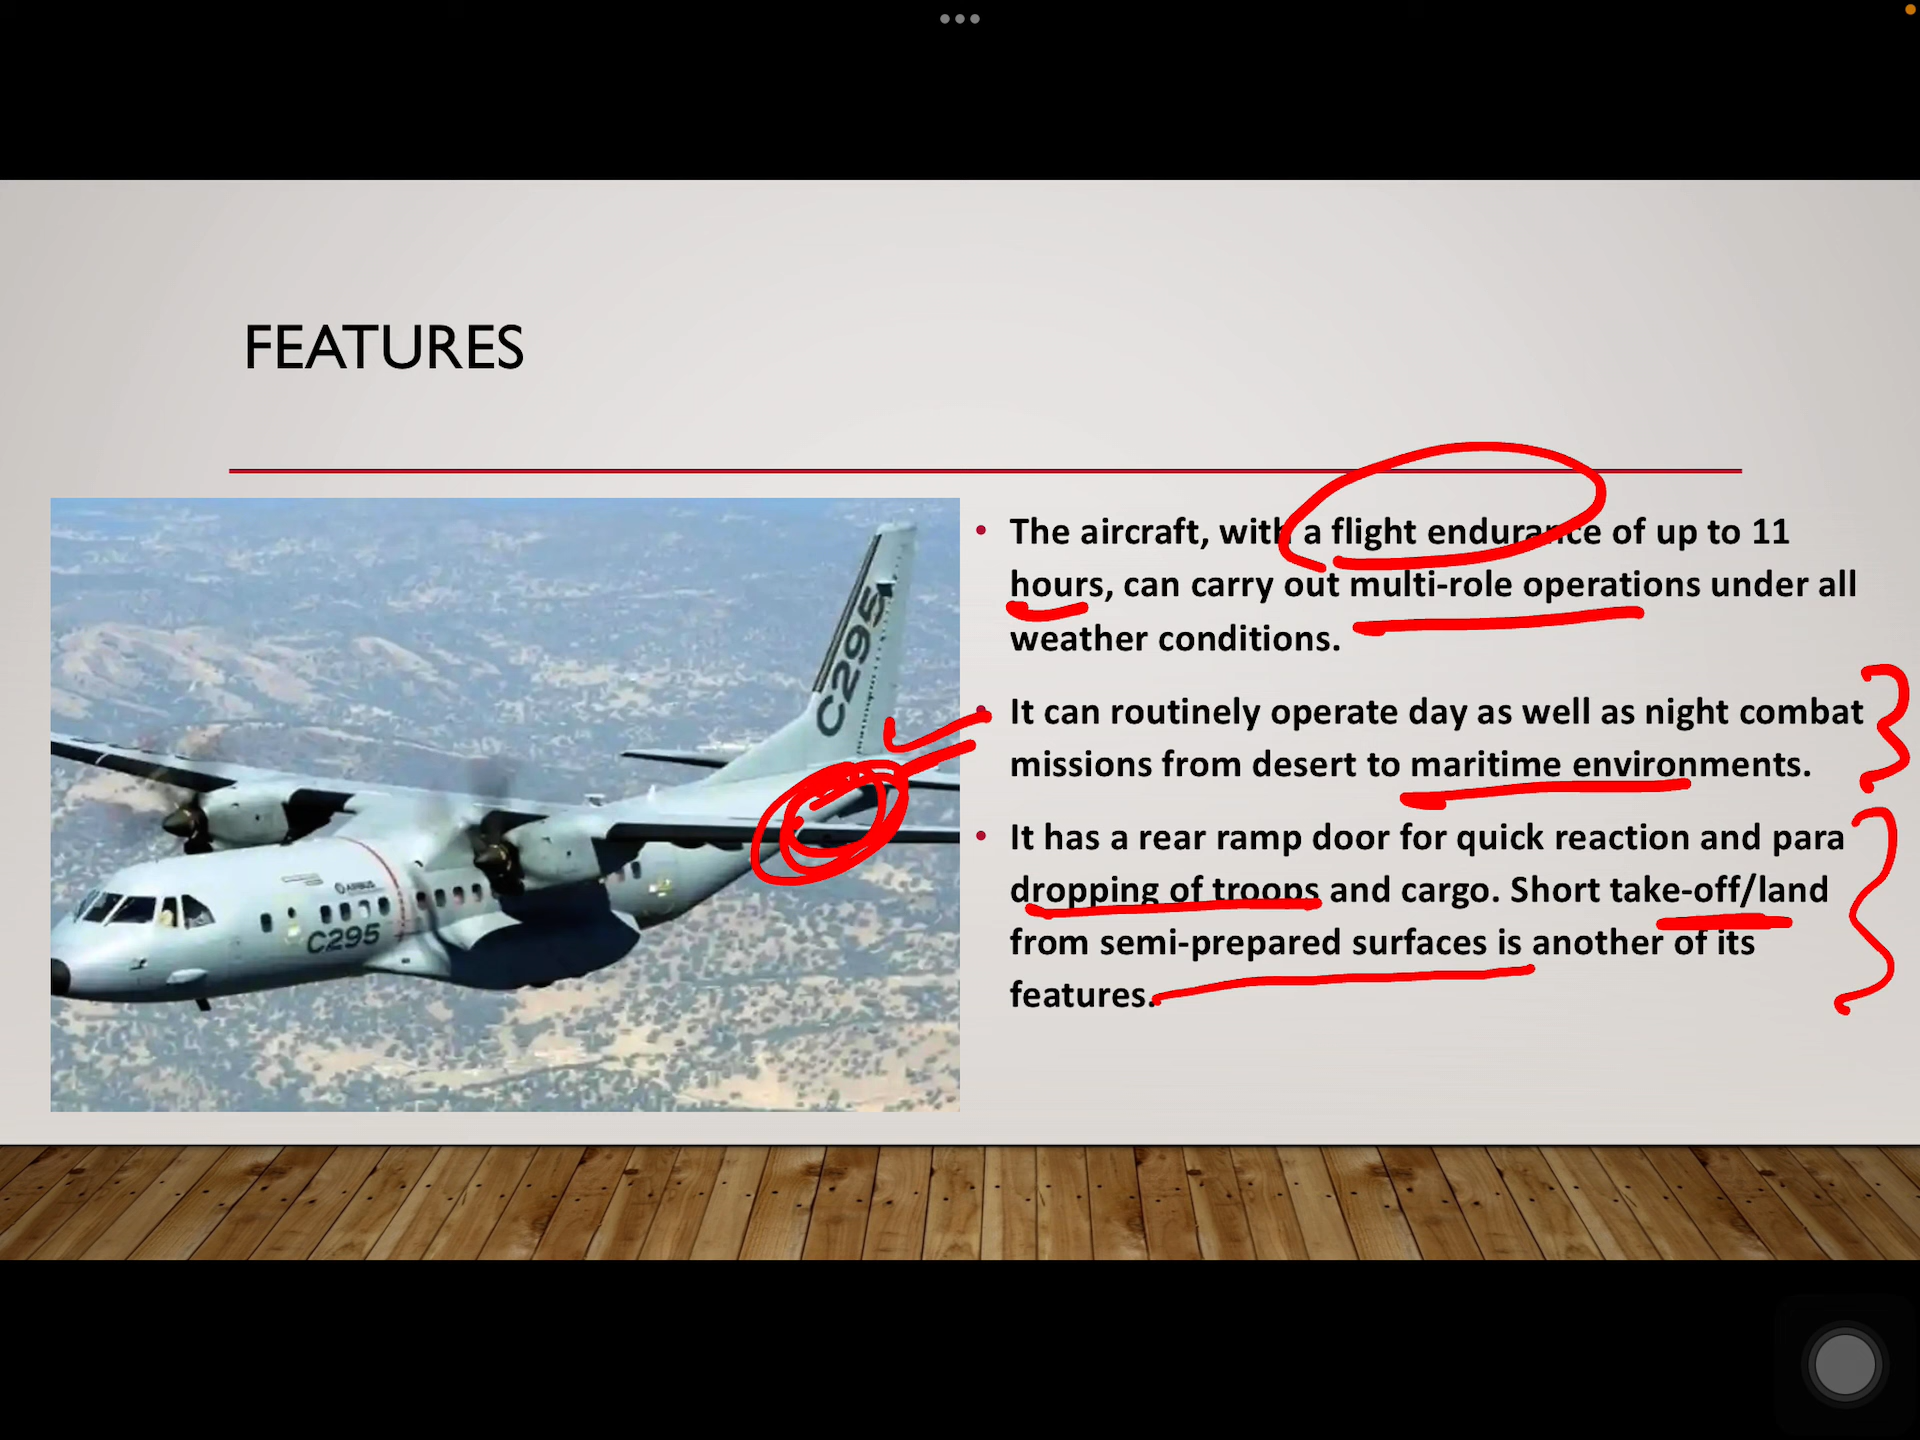 FEATURES
• The aircraft, with a flight endurance of up to 11
hours, can carry out multi-role operations under all
weather conditions.
• It can routinely operate day as well as night combat
missions from desert to maritime environments.
• It has a rear ramp door for quick reaction and para
dropping of troops and cargo. Short take-off/land
from semi-prepared surfaces is another of its
features.
C295
AIRBUS
C295